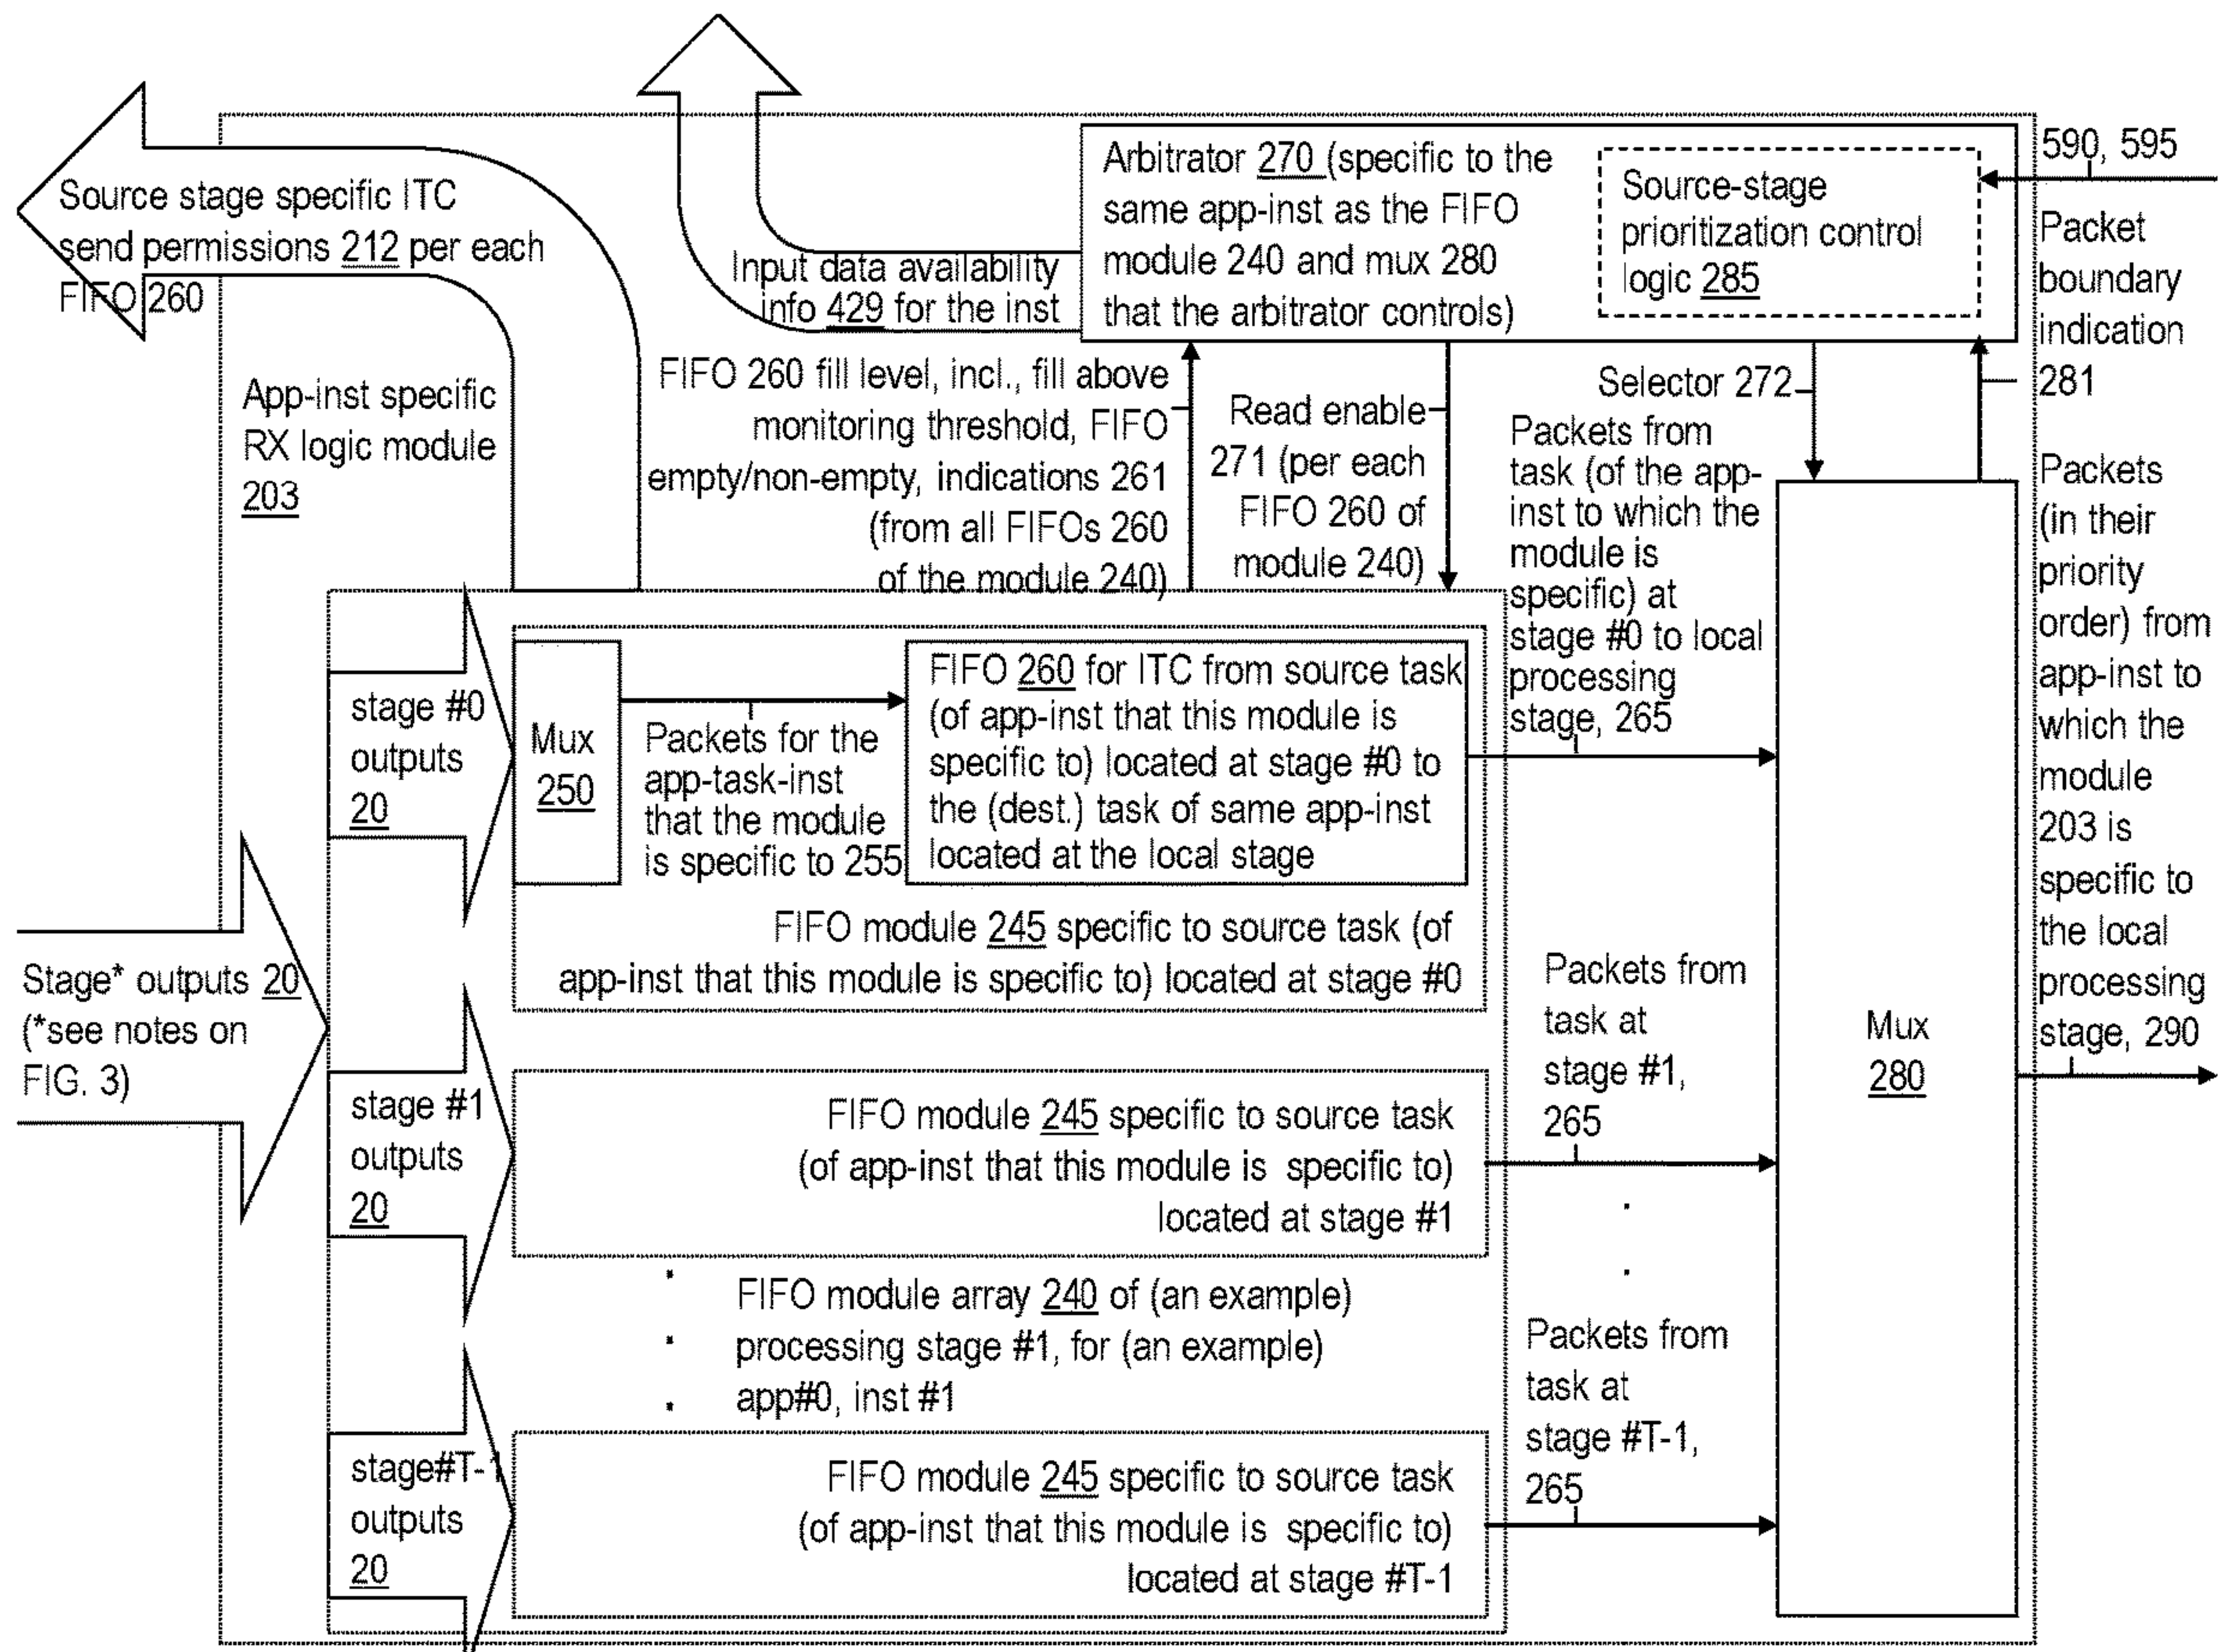 Source stage specific ITC
send permissions 212 per each
FIFO 260
Input data availability
info 429 for the inst
Arbitrator 270 (specific to the
same app-inst as the FIFO
module 240 and mux 280
that the arbitrator controls)
Source-stage
prioritization control
logic 285
590, 595
Packet
boundary
indication
281
App-inst specific
RX logic module
203
FIFO 260 fill level, incl., fill above
monitoring threshold, FIFO
empty/non-empty, indications 261
(from all FIFOs 260
of the module 240)
Read enable
271 (per each
FIFO 260 of
module 240)
Selector 272
Packets from
task (of the app-
inst to which the
module is
specific) at
stage #0 to local
processing
stage, 265
Packets
(in their
priority
order) from
app-inst to
which the
module
203 is
specific to
the local
processing
stage, 290
stage #0
outputs
20
Mux
250
Packets for the
app-task-inst
that the module
is specific to 255
FIFO 260 for ITC from source task
(of app-inst that this module is
specific to) located at stage #0 to
the (dest.) task of same app-inst
located at the local stage
FIFO module 245 specific to source task (of
app-inst that this module is specific to) located at stage #0
Stage* outputs 20
(*see notes on
FIG. 3)
stage #1
outputs
20
FIFO module 245 specific to source task
(of app-inst that this module is specific to)
located at stage #1
Packets from
task at
stage #1,
265
Mux
280
FIFO module array 240 of (an example)
processing stage #1, for (an example)
app#0, inst #1
stage#T-1
outputs
20
FIFO module 245 specific to source task
(of app-inst that this module is specific to)
located at stage #T-1
Packets from
task at
stage #T-1,
265